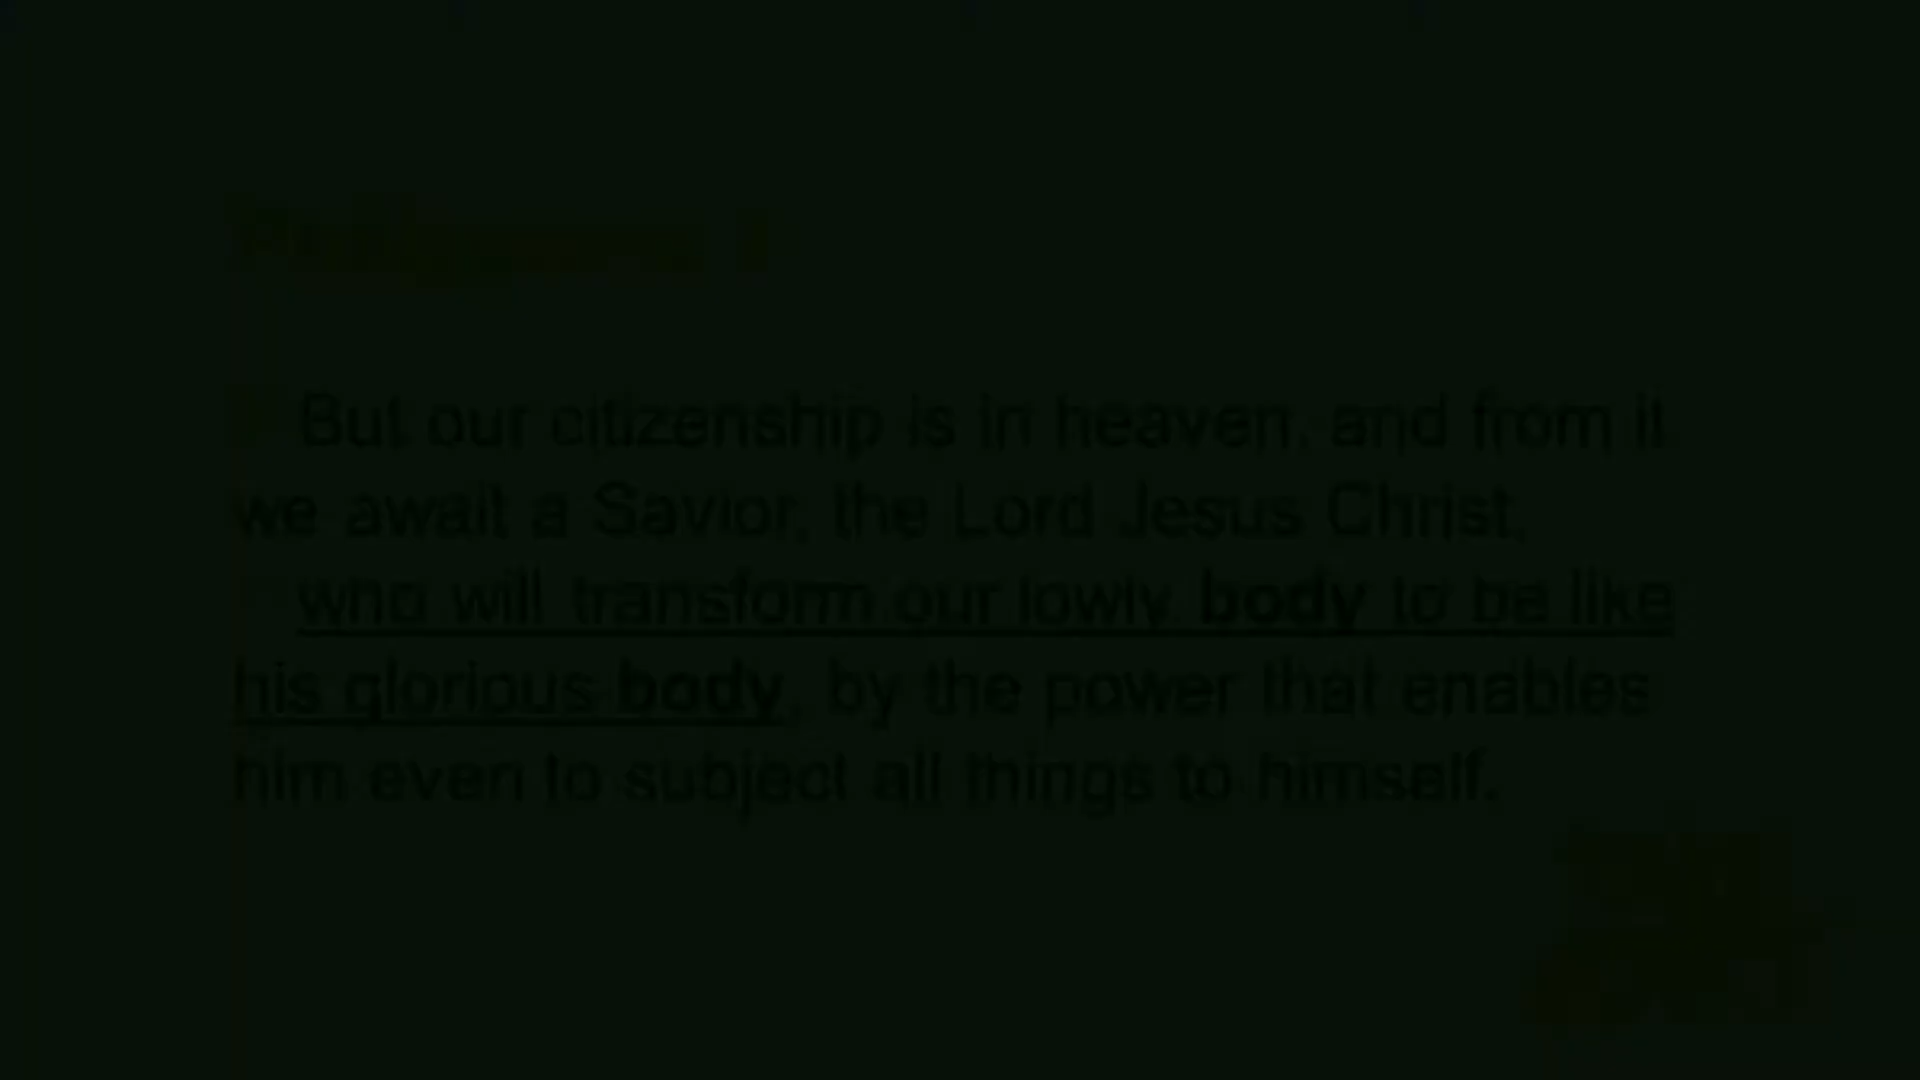 Philippians 3
But our citizenship is in heaven, and from it
we await a Savior, the Lord Jesus Christ,
who will transform our lowly body to be like
his glorious body, by the power that enables
him even to subject all things to himself.